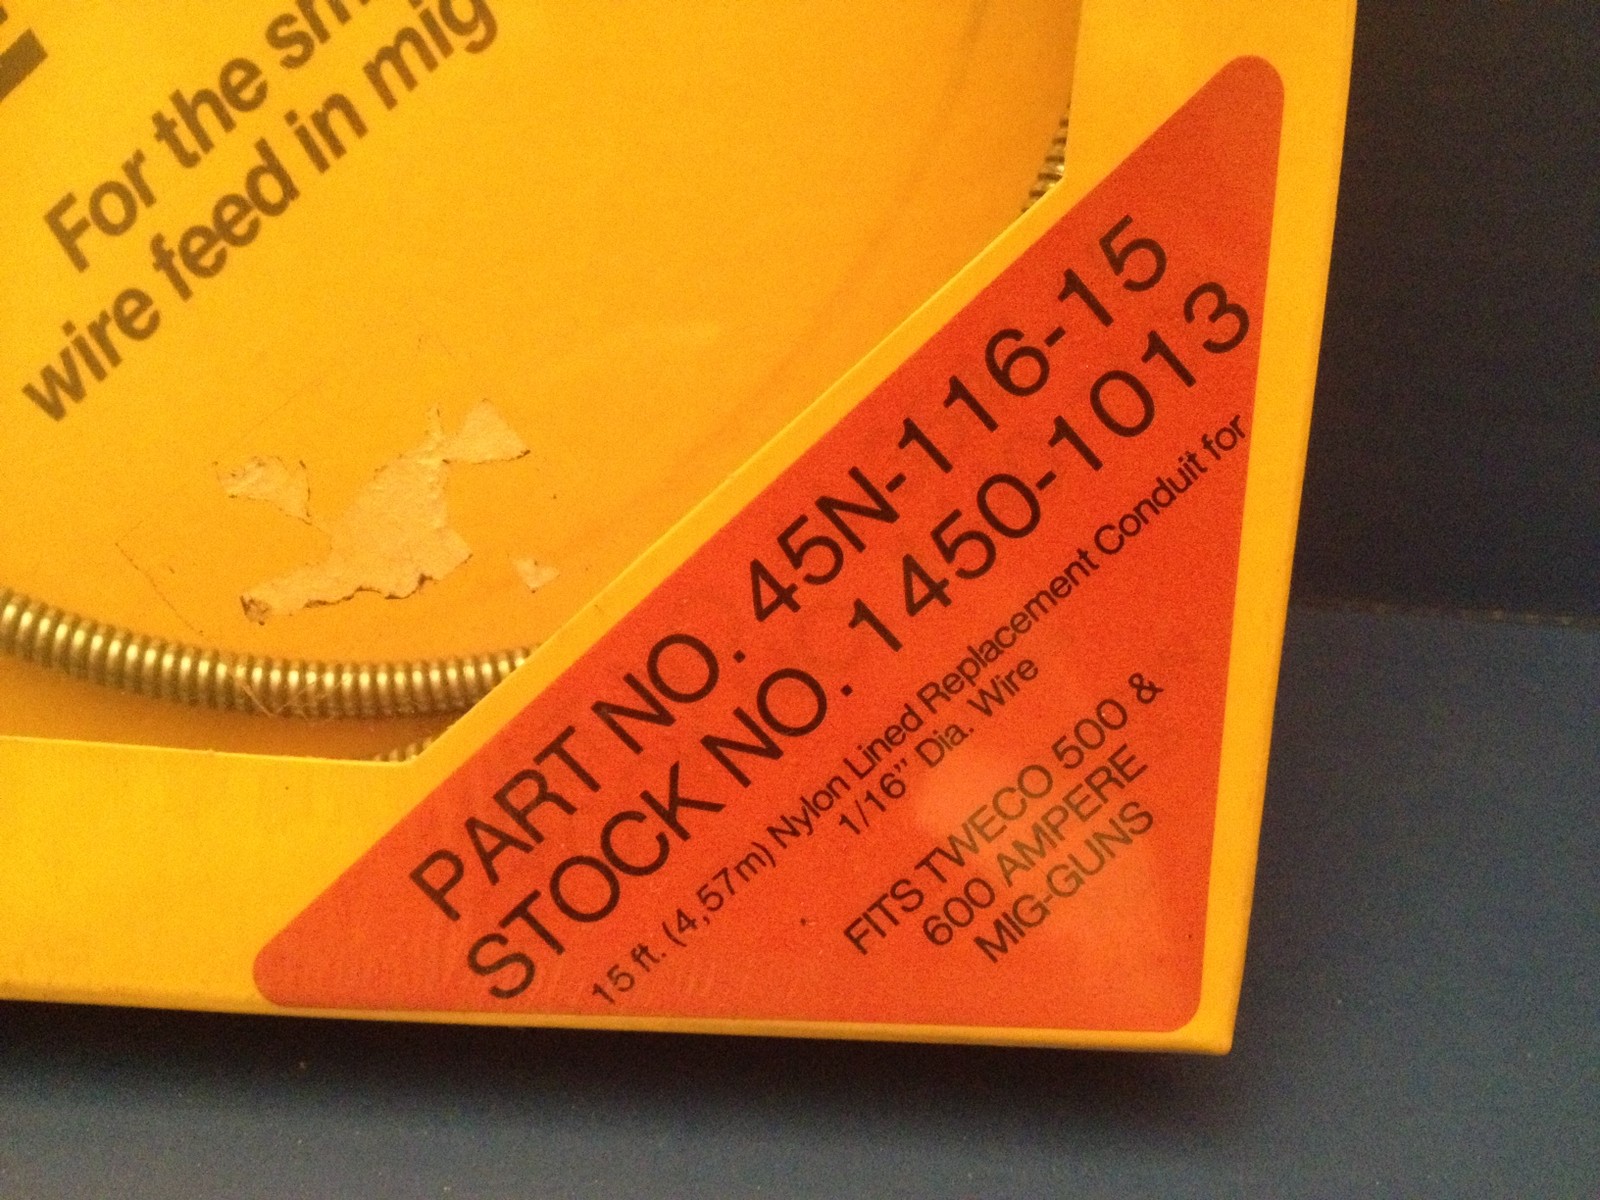 For the
wire feed in mig
PART NO. 45N-116-15
STOCK NO. 1450-1013
15 ft. (4,57m) Nylon Lined Replacement Conduit for
1/16" Dia. Wire
FITS TWECO 500 &
600 AMPERE
MIG-GUNS